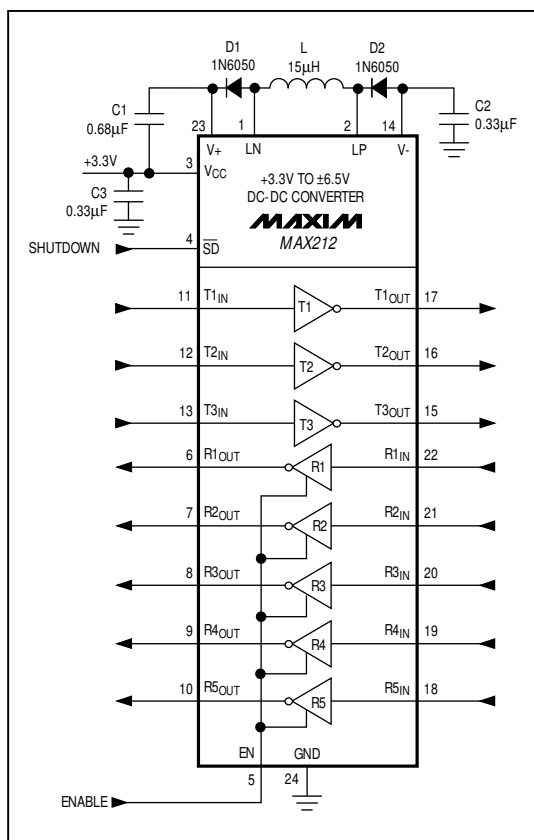 D1
1N6050
L
15µH
D2
1N6050
C1
0.68µF
C2
0.33µF
23
1
2
14
V+
LN
LP
V-
+3.3V
3
VCC
+3.3V TO ±6.5V
DC-DC CONVERTER
C3
0.33µF
MAXIM
MAX212
SHUTDOWN
4
SD
11
T1IN
T1
T1OUT
17
12
T2IN
T2
T2OUT
16
13
T3IN
T3
T3OUT
15
6
R1OUT
R1
R1IN
22
7
R2OUT
R2
R2IN
21
8
R3OUT
R3
R3IN
20
9
R4OUT
R4
R4IN
19
10
R5OUT
R5
R5IN
18
EN
GND
5
24
ENABLE